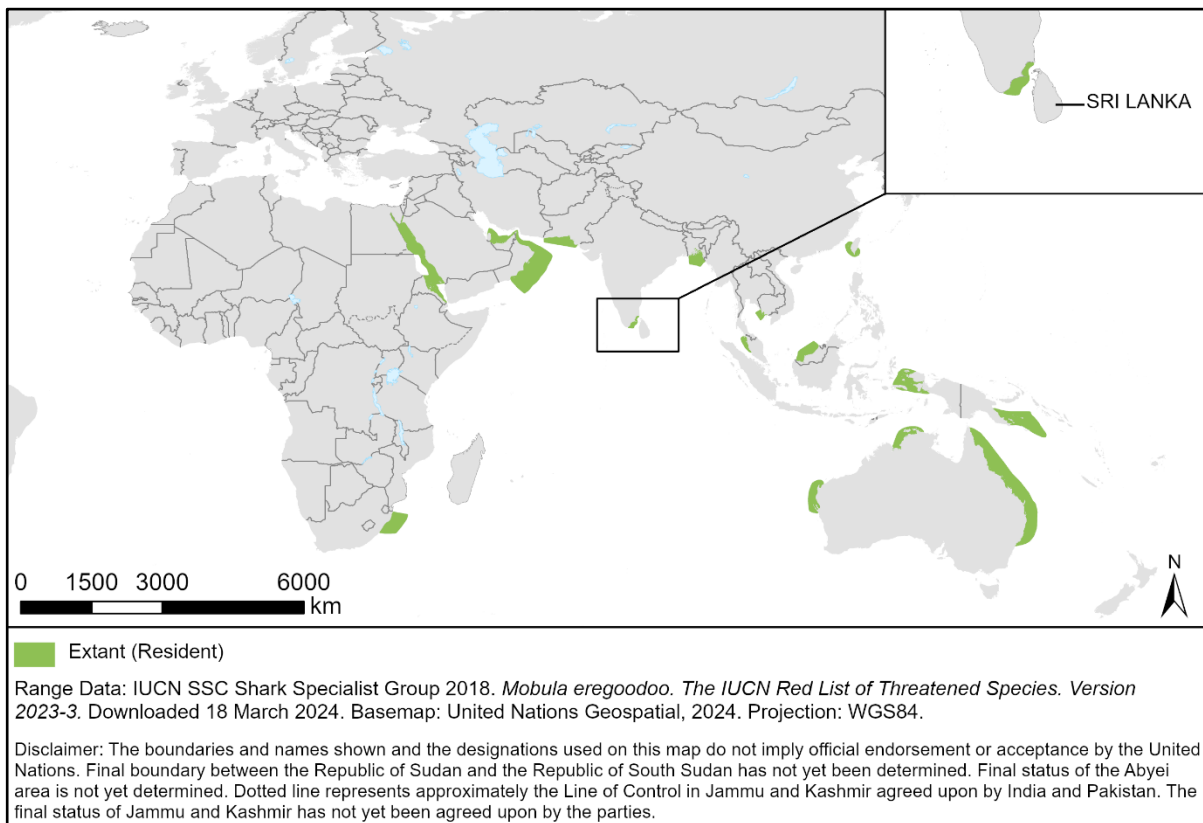 SRI LANKA
N
0 1500 3000 6000
km
Extant (Resident)
Range Data: IUCN SSC Shark Specialist Group 2018. Mobula eregoodoo. The IUCN Red List of Threatened Species. Version
2023-3. Downloaded 18 March 2024. Basemap: United Nations Geospatial, 2024. Projection: WGS84.
Disclaimer: The boundaries and names shown and the designations used on this map do not imply official endorsement or acceptance by the United
Nations. Final boundary between the Republic of Sudan and the Republic of South Sudan has not yet been determined. Final status of the Abyei
area is not yet determined. Dotted line represents approximately the Line of Control in Jammu and Kashmir agreed upon by India and Pakistan. The
final status of Jammu and Kashmir has not yet been agreed upon by the parties.